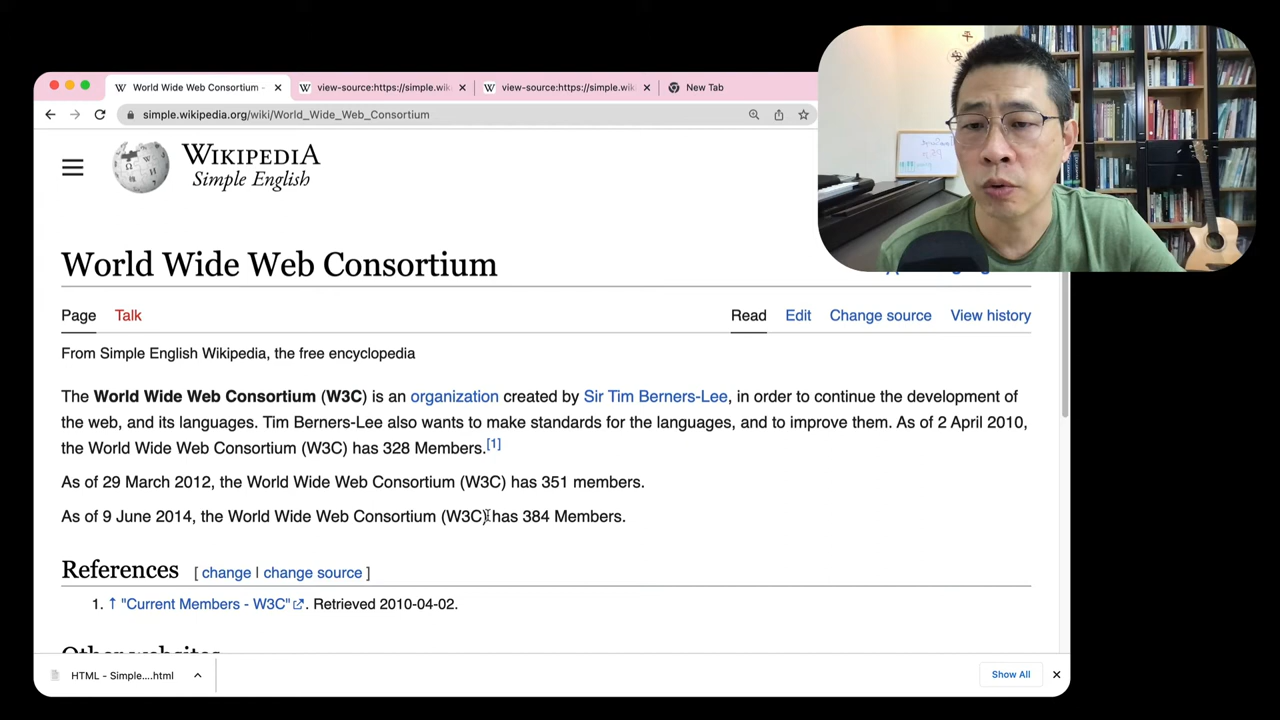 World Wide Web Consortium -
view-source:https://simple.wik
view-source:https://simple.wik
New Tab
simple.wikipedia.org/wiki/World_Wide_Web_Consortium
WIKIPEDIA
Simple English
World Wide Web Consortium
Page Talk Read Edit Change source View history
From Simple English Wikipedia, the free encyclopedia
The World Wide Web Consortium (W3C) is an organization created by Sir Tim Berners-Lee, in order to continue the development of
the web, and its languages. Tim Berners-Lee also wants to make standards for the languages, and to improve them. As of 2 April 2010,
the World Wide Web Consortium (W3C) has 328 Members.[1]
As of 29 March 2012, the World Wide Web Consortium (W3C) has 351 members.
As of 9 June 2014, the World Wide Web Consortium (W3C) has 384 Members.
References [ change | change source ]
1. ↑ "Current Members - W3C". Retrieved 2010-04-02.
Other websites
HTML - Simple....html
Show All